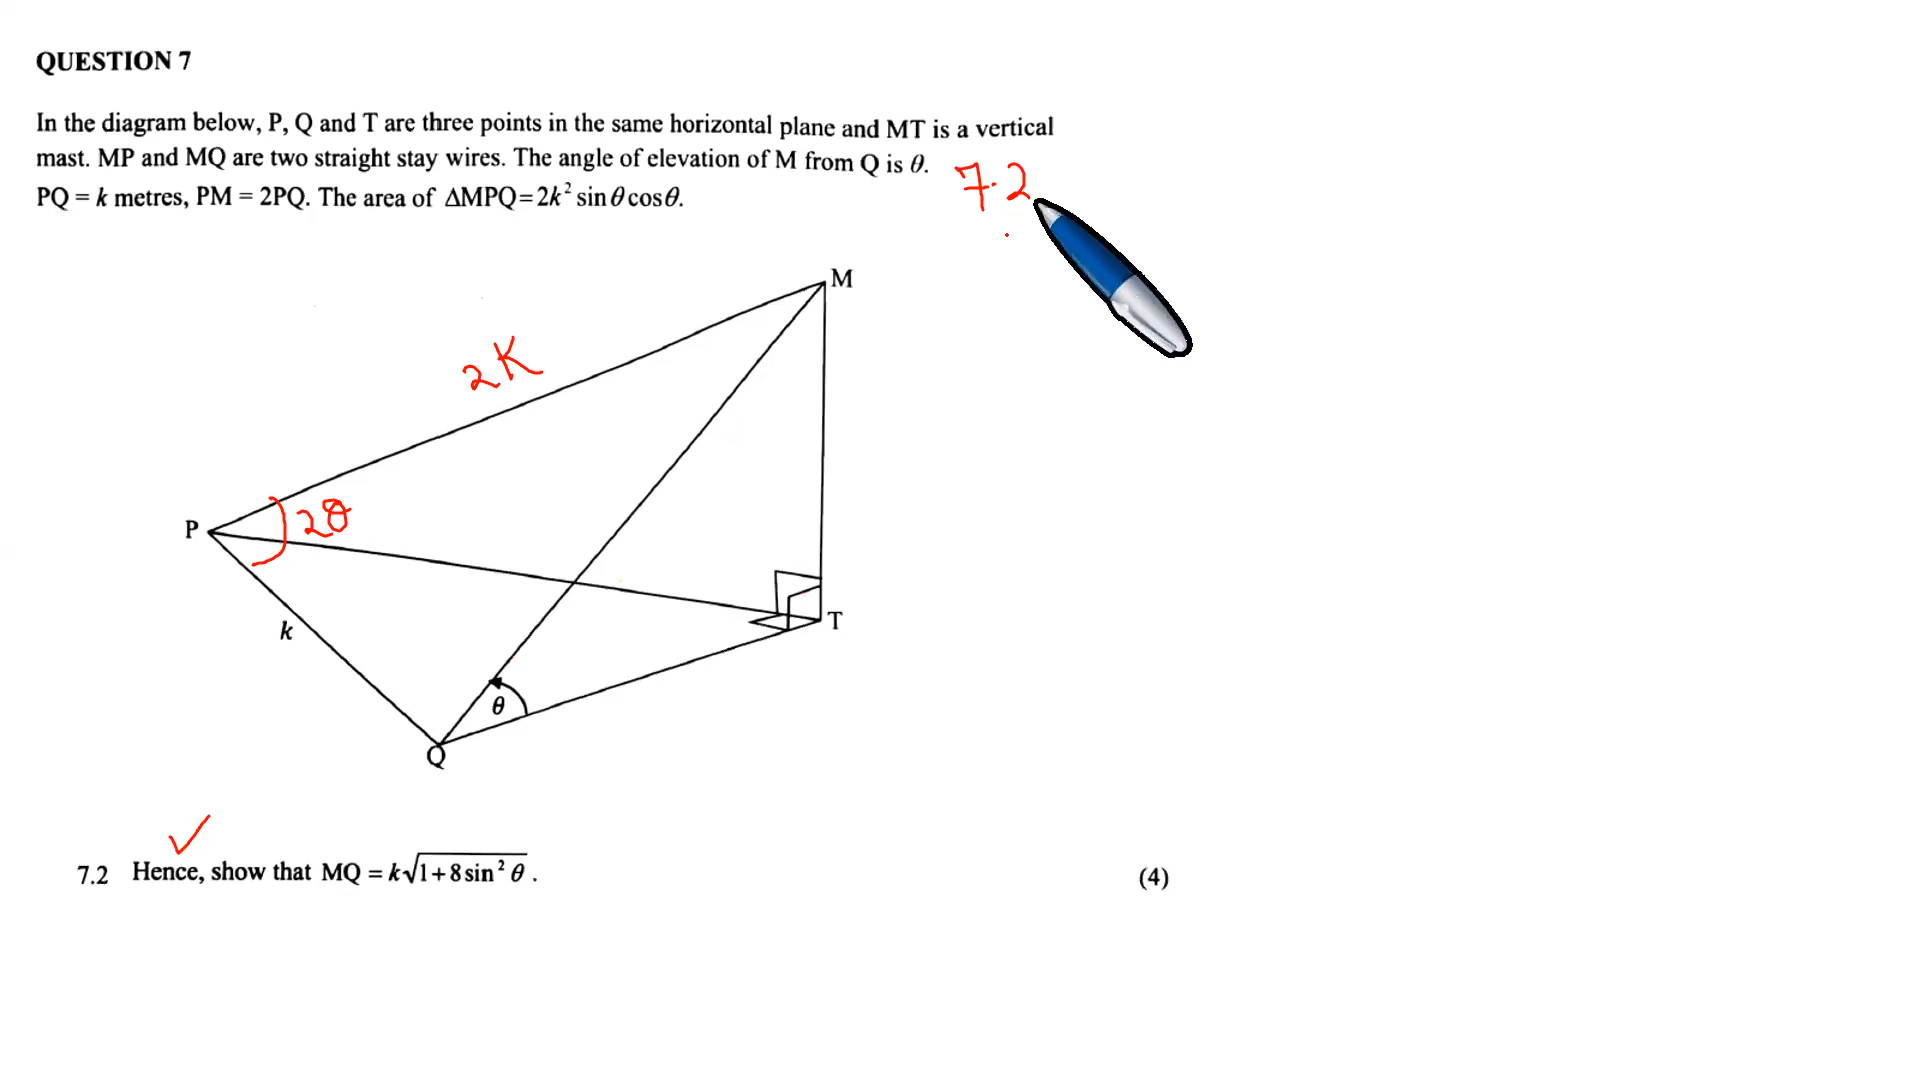 QUESTION 7
In the diagram below, P, Q and T are three points in the same horizontal plane and MT is a vertical
mast. MP and MQ are two straight stay wires. The angle of elevation of M from Q is θ.
7.2
PQ = k metres, PM = 2PQ. The area of ΔMPQ=2k² sin θ cos θ.
M
2K
2θ
P
k
T
θ
Q
7.2 Hence, show that MQ = k√1+8 sin² θ . (4)